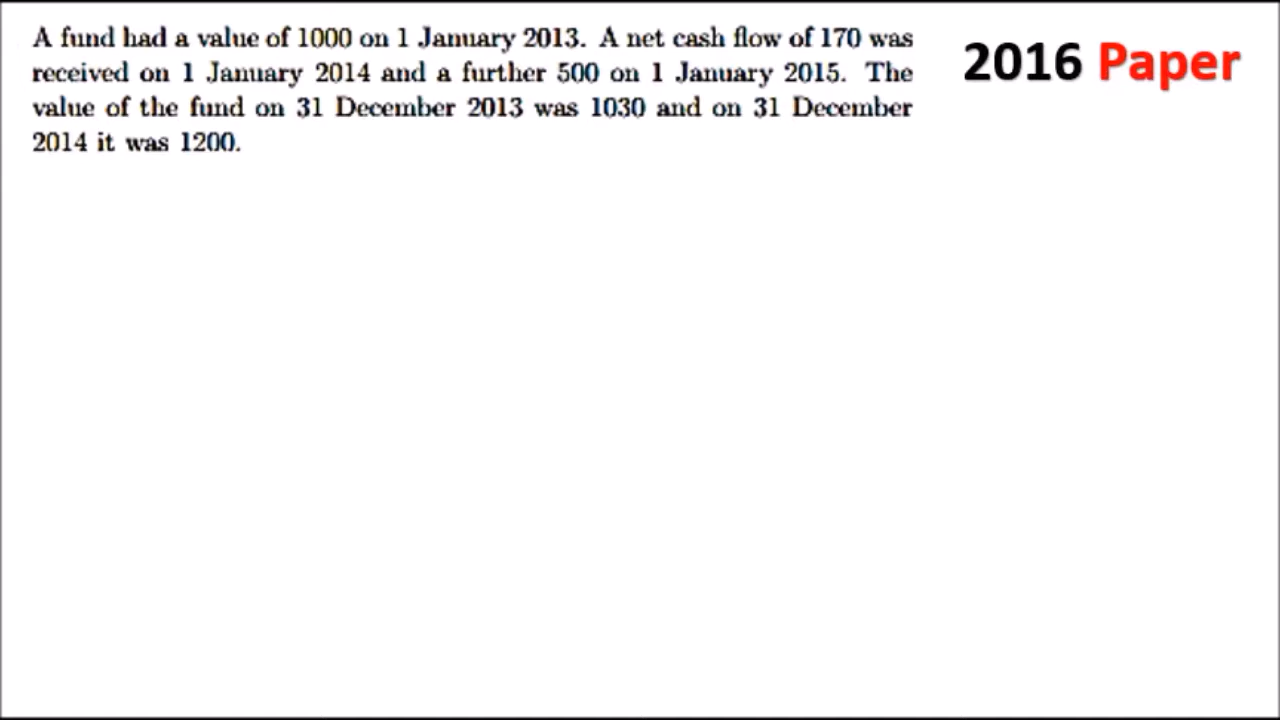 A fund had a value of 1000 on 1 January 2013. A net cash flow of 170 was
received on 1 January 2014 and a further 500 on 1 January 2015. The
value of the fund on 31 December 2013 was 1030 and on 31 December
2014 it was 1200.
2016 Paper